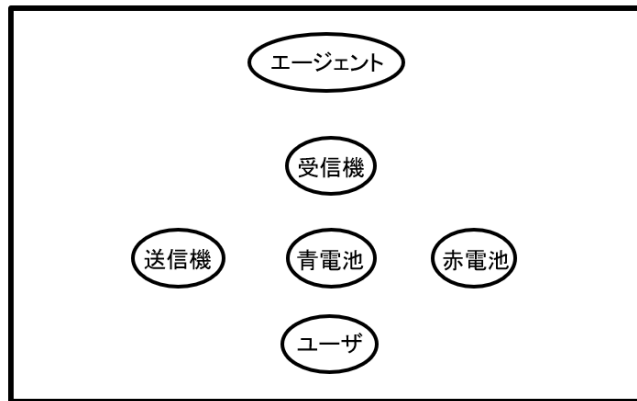 エージェント
受信機
送信機 青電池 赤電池
ユーザ